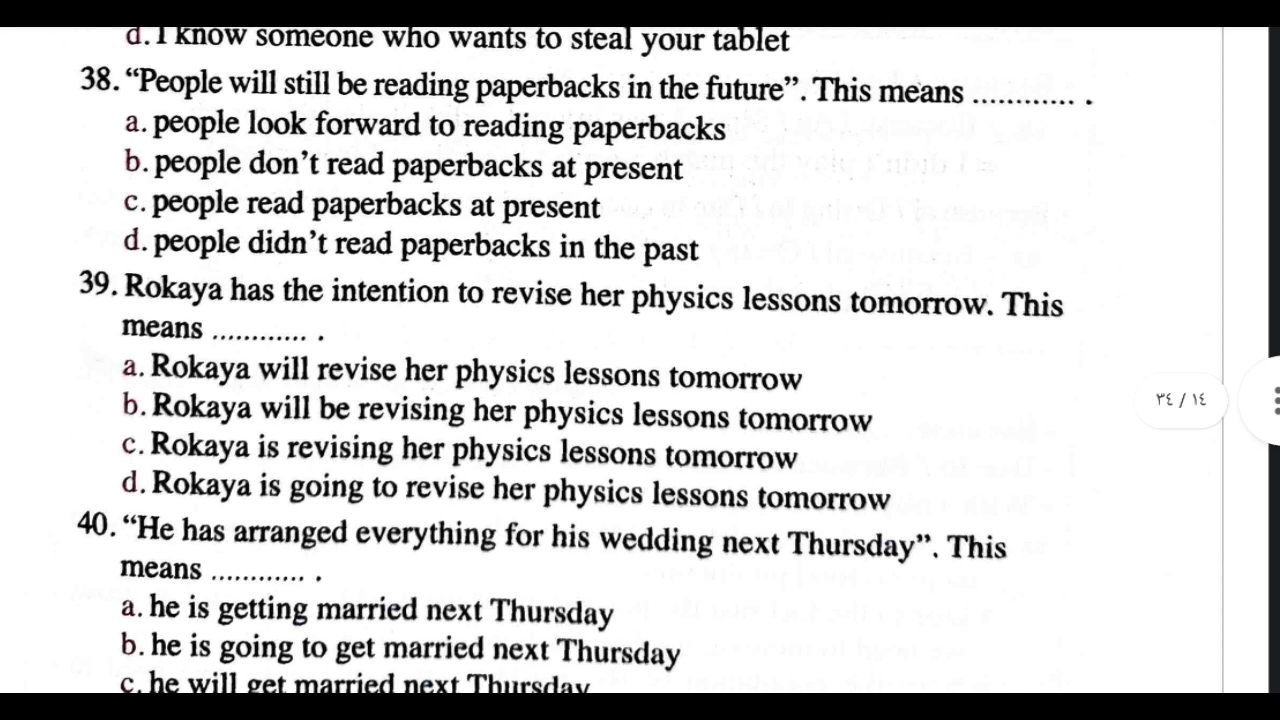 d. I know someone who wants to steal your tablet
38. “People will still be reading paperbacks in the future”. This means ............ .
a. people look forward to reading paperbacks
b. people don’t read paperbacks at present
c. people read paperbacks at present
d. people didn’t read paperbacks in the past
39. Rokaya has the intention to revise her physics lessons tomorrow. This
means ............ .
a. Rokaya will revise her physics lessons tomorrow
b. Rokaya will be revising her physics lessons tomorrow
c. Rokaya is revising her physics lessons tomorrow
d. Rokaya is going to revise her physics lessons tomorrow
٣٤ / ١٤
40. “He has arranged everything for his wedding next Thursday”. This
means ............ .
a. he is getting married next Thursday
b. he is going to get married next Thursday
c. he will get married next Thursday